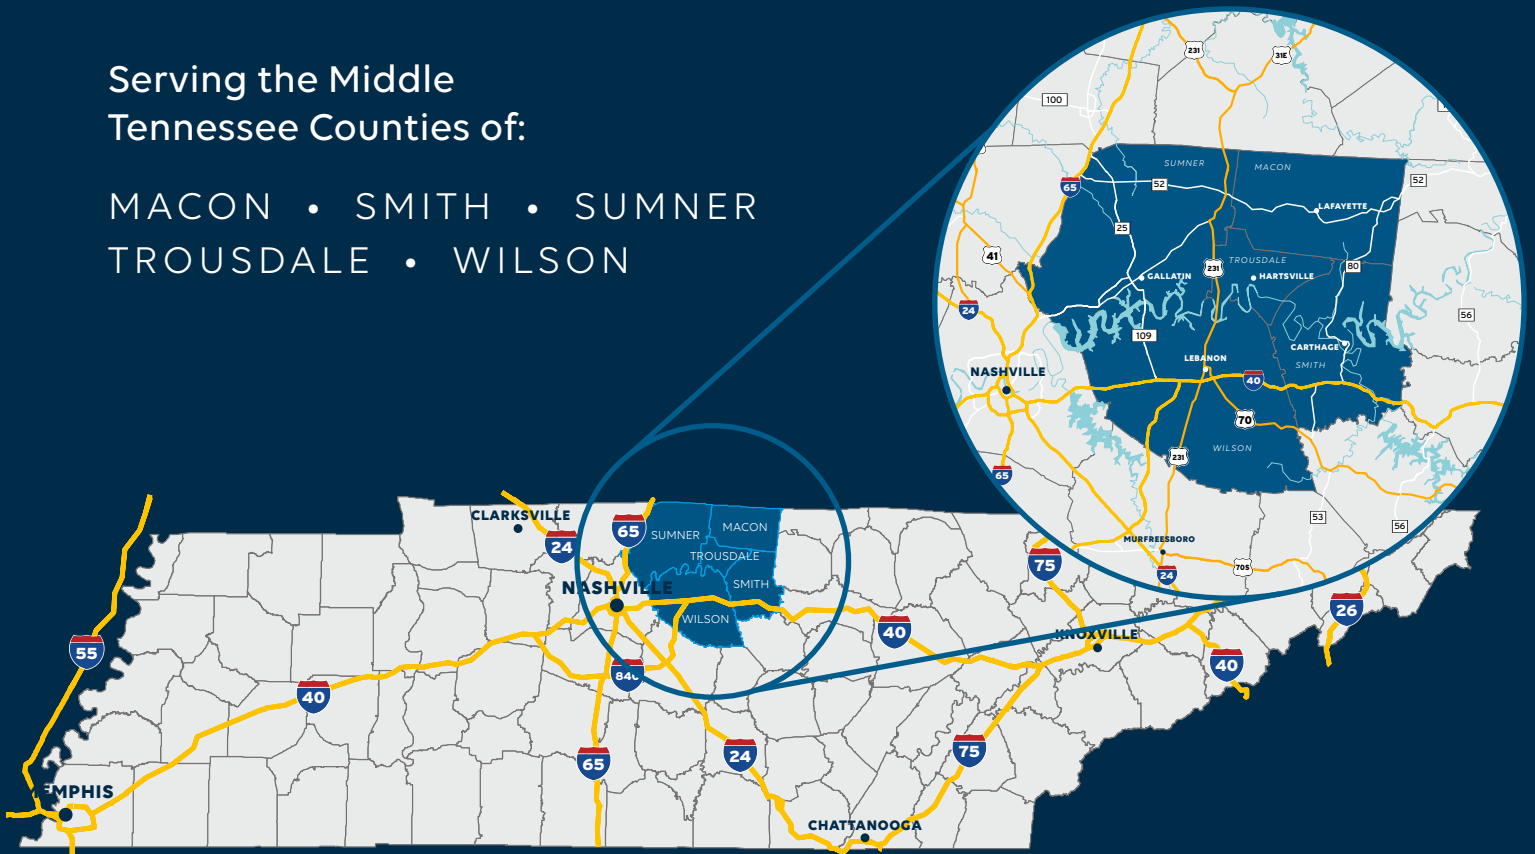 Serving the Middle
Tennessee Counties of:
MACON • SMITH • SUMNER
TROUSDALE • WILSON
231
31E
100
SUMNER
MACON
65
52
52
LAFAYETTE
25
41
TROUSDALE
231
80
GALLATIN
HARTSVILLE
24
56
109
CARTHAGE
LEBANON
SMITH
NASHVILLE
40
70
WILSON
231
65
53
56
MURFREESBORO
70S
24
CLARKSVILLE
24
65
SUMNER
MACON
TROUSDALE
SMITH
NASHVILLE
WILSON
75
26
KNOXVILLE
40
40
55
840
40
65
24
75
EMPHIS
CHATTANOOGA